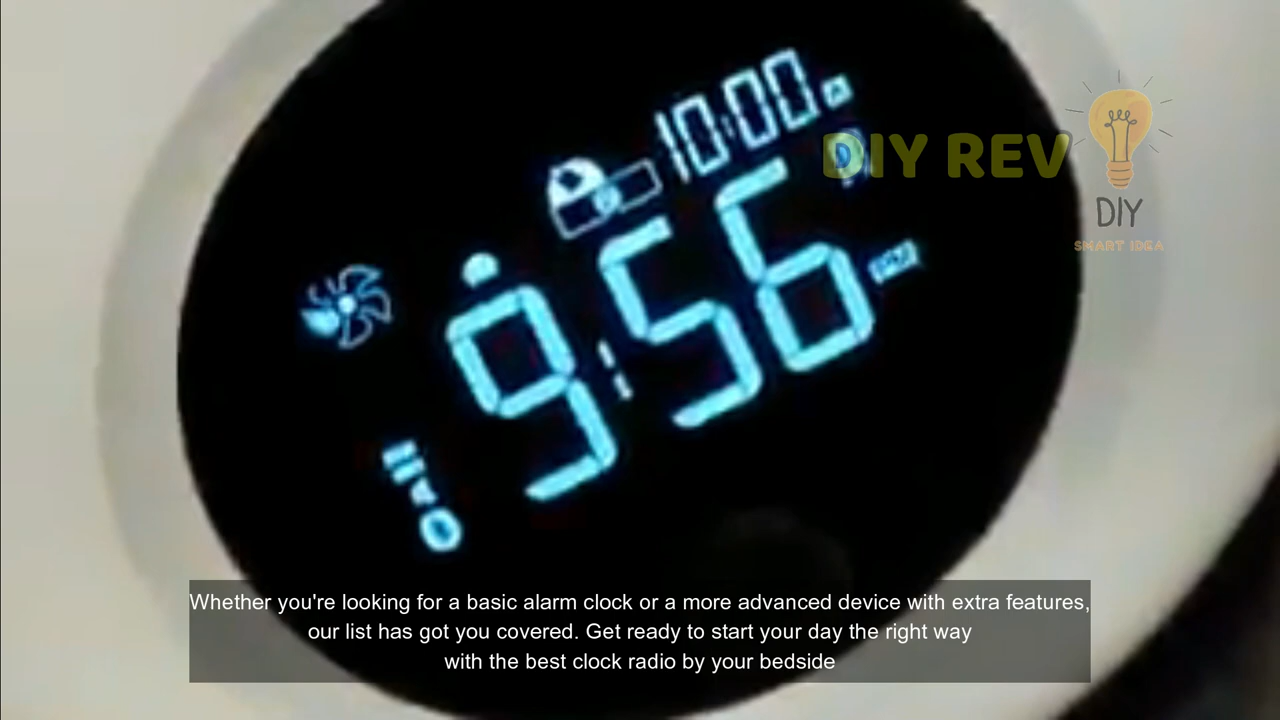 10:00
DIY REV
9:56
PM
DIY
SMART IDEA
Whether you're looking for a basic alarm clock or a more advanced device with extra features,
our list has got you covered. Get ready to start your day the right way
with the best clock radio by your bedside